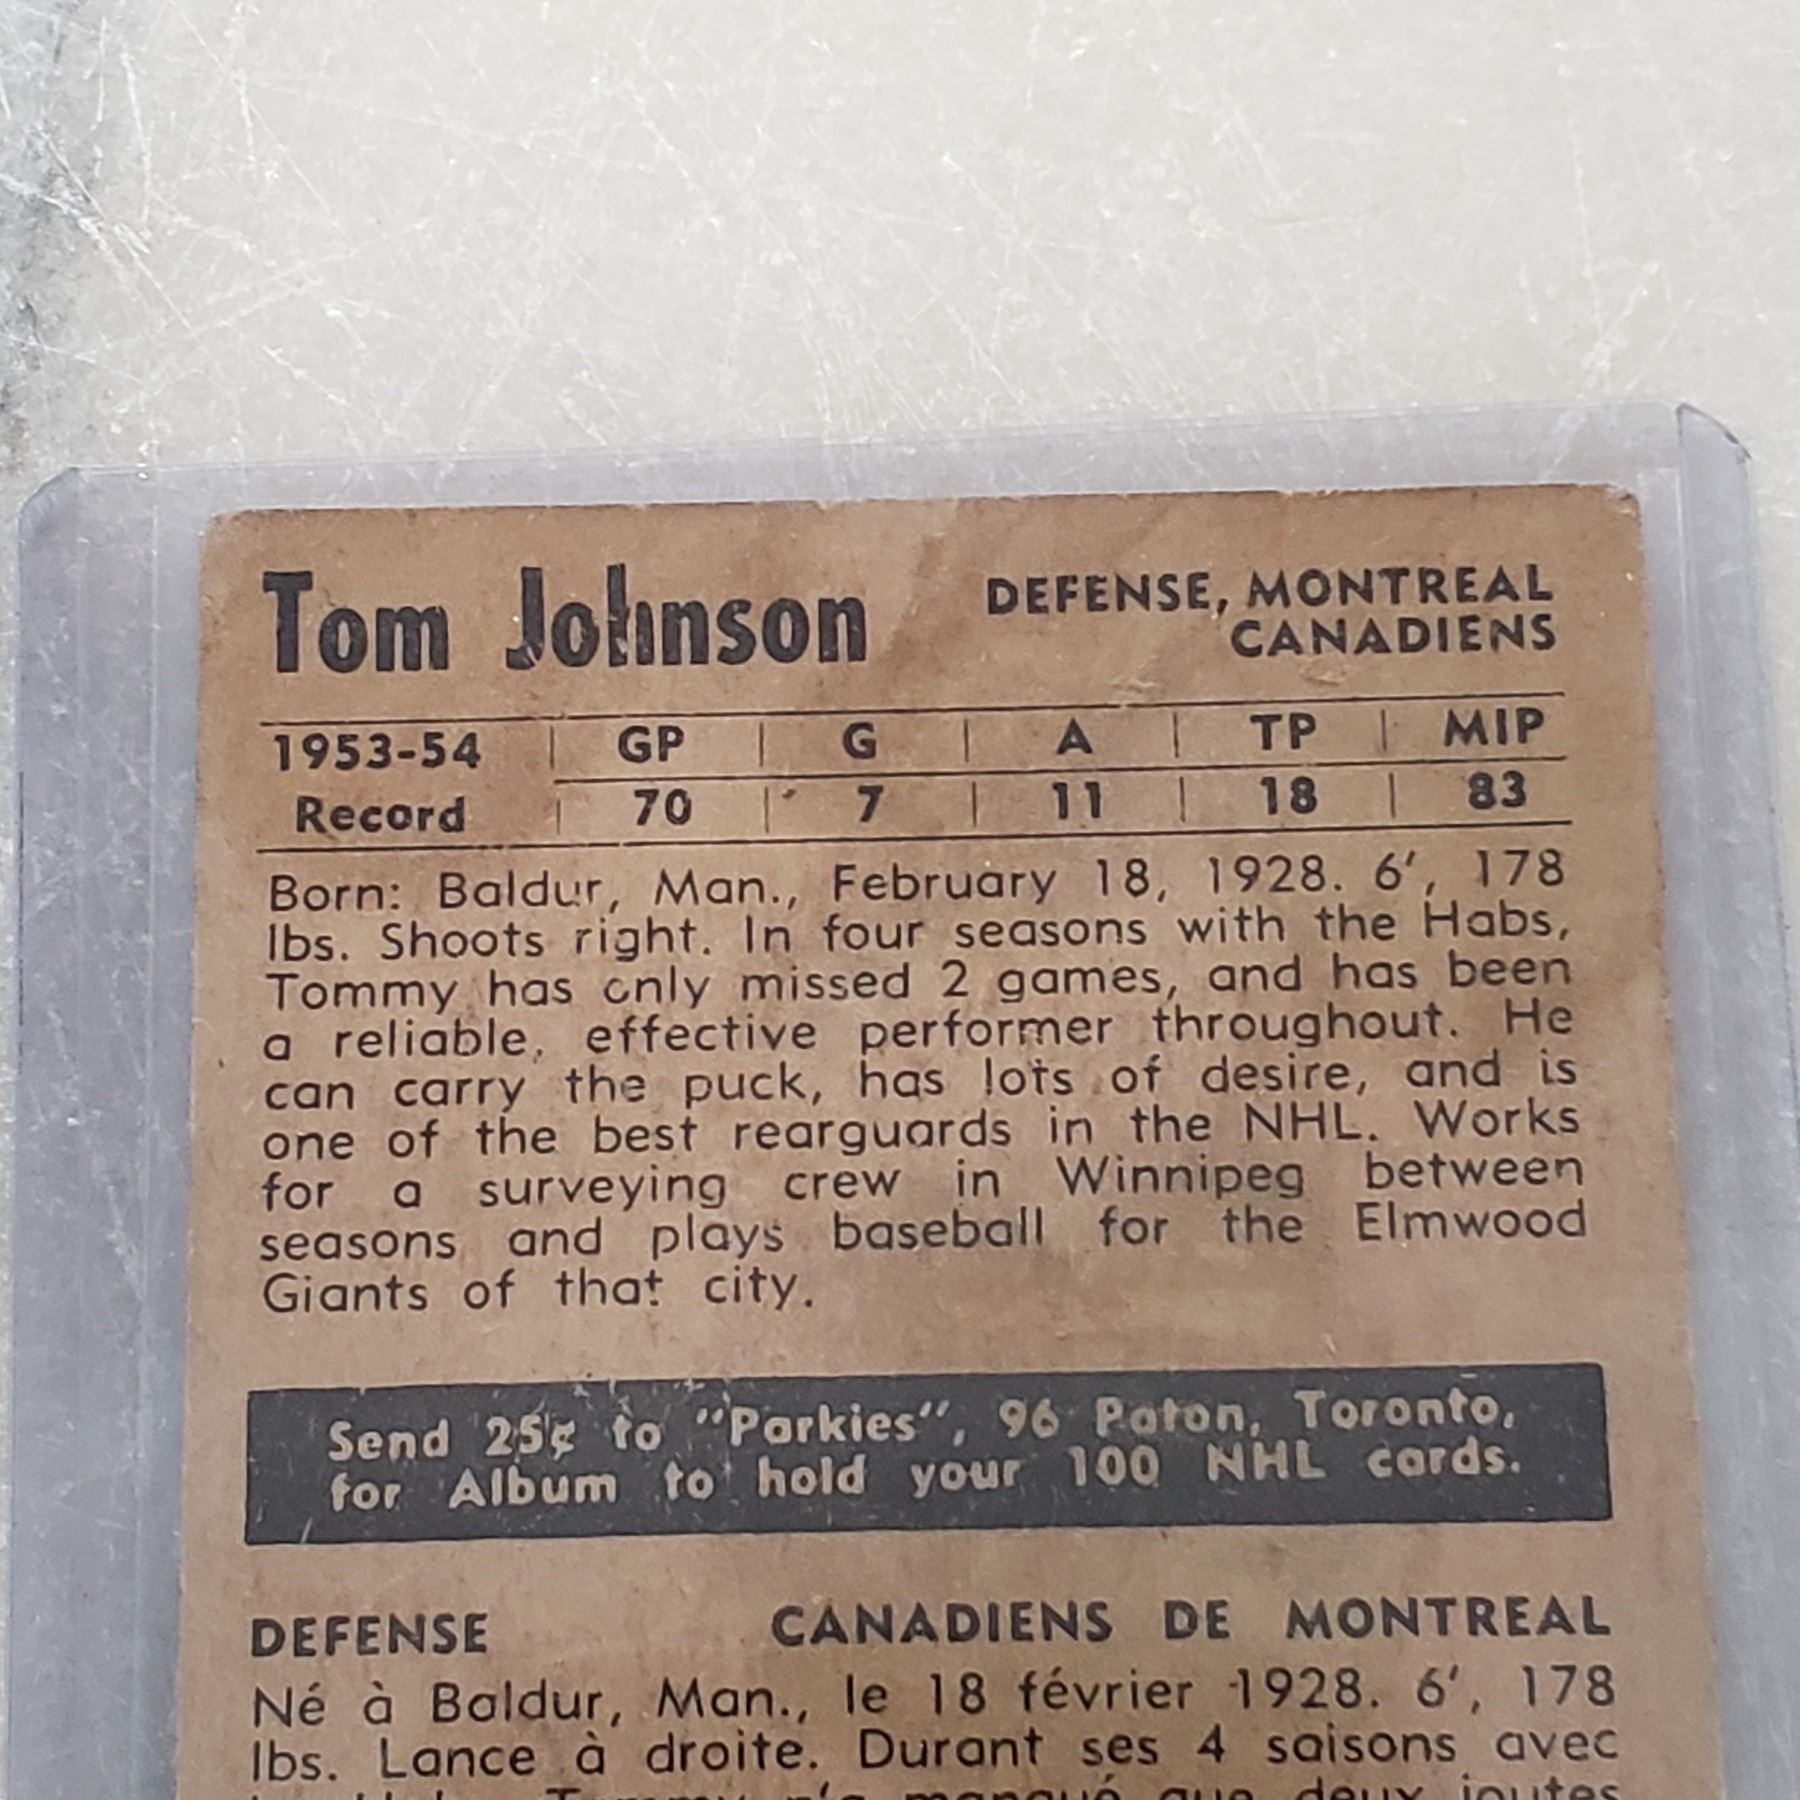 Tom Johnson DEFENSE, MONTREAL
CANADIENS
1953-54 | GP | G | A | TP | MIP
Record | 70 | 7 | 11 | 18 | 83
Born: Baldur, Man., February 18, 1928. 6', 178
lbs. Shoots right. In four seasons with the Habs,
Tommy has only missed 2 games, and has been
a reliable, effective performer throughout. He
can carry the puck, has lots of desire, and is
one of the best rearguards in the NHL. Works
for a surveying crew in Winnipeg between
seasons and plays baseball for the Elmwood
Giants of that city.
Send 25¢ to "Parkies", 96 Paton, Toronto,
for Album to hold your 100 NHL cards.
DEFENSE CANADIENS DE MONTREAL
Né à Baldur, Man., le 18 février 1928. 6', 178
lbs. Lance à droite. Durant ses 4 saisons avec
Tommy n'a manqué que deux joutes